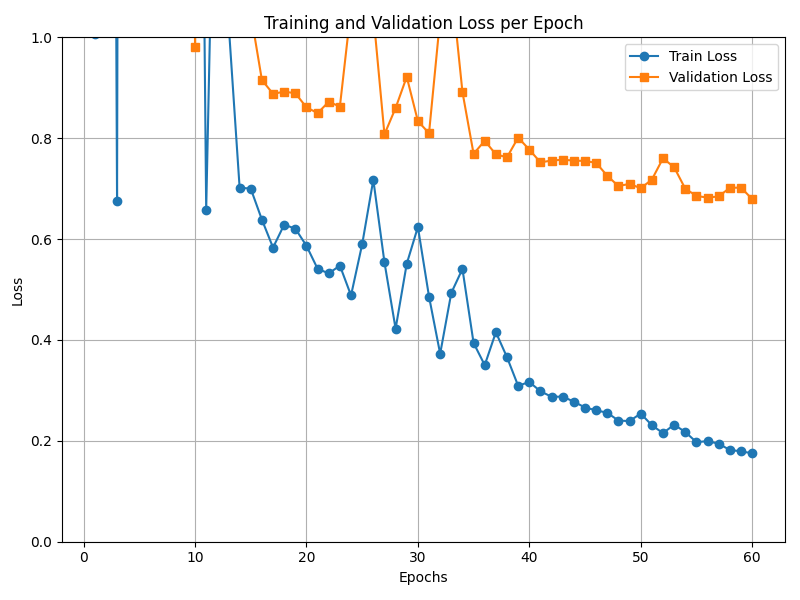 Training and Validation Loss per Epoch
Train Loss
Validation Loss
Loss
1.0
0.8
0.6
0.4
0.2
0.0
0 10 20 30 40 50 60
Epochs